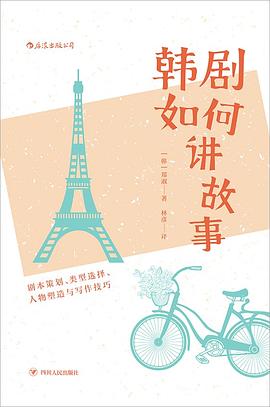 后浪出版公司
韩剧
如何
讲故事
[韩]郑淑 著
林彦 译
剧本策划、类型选择、
人物塑造与写作技巧
四川人民出版社